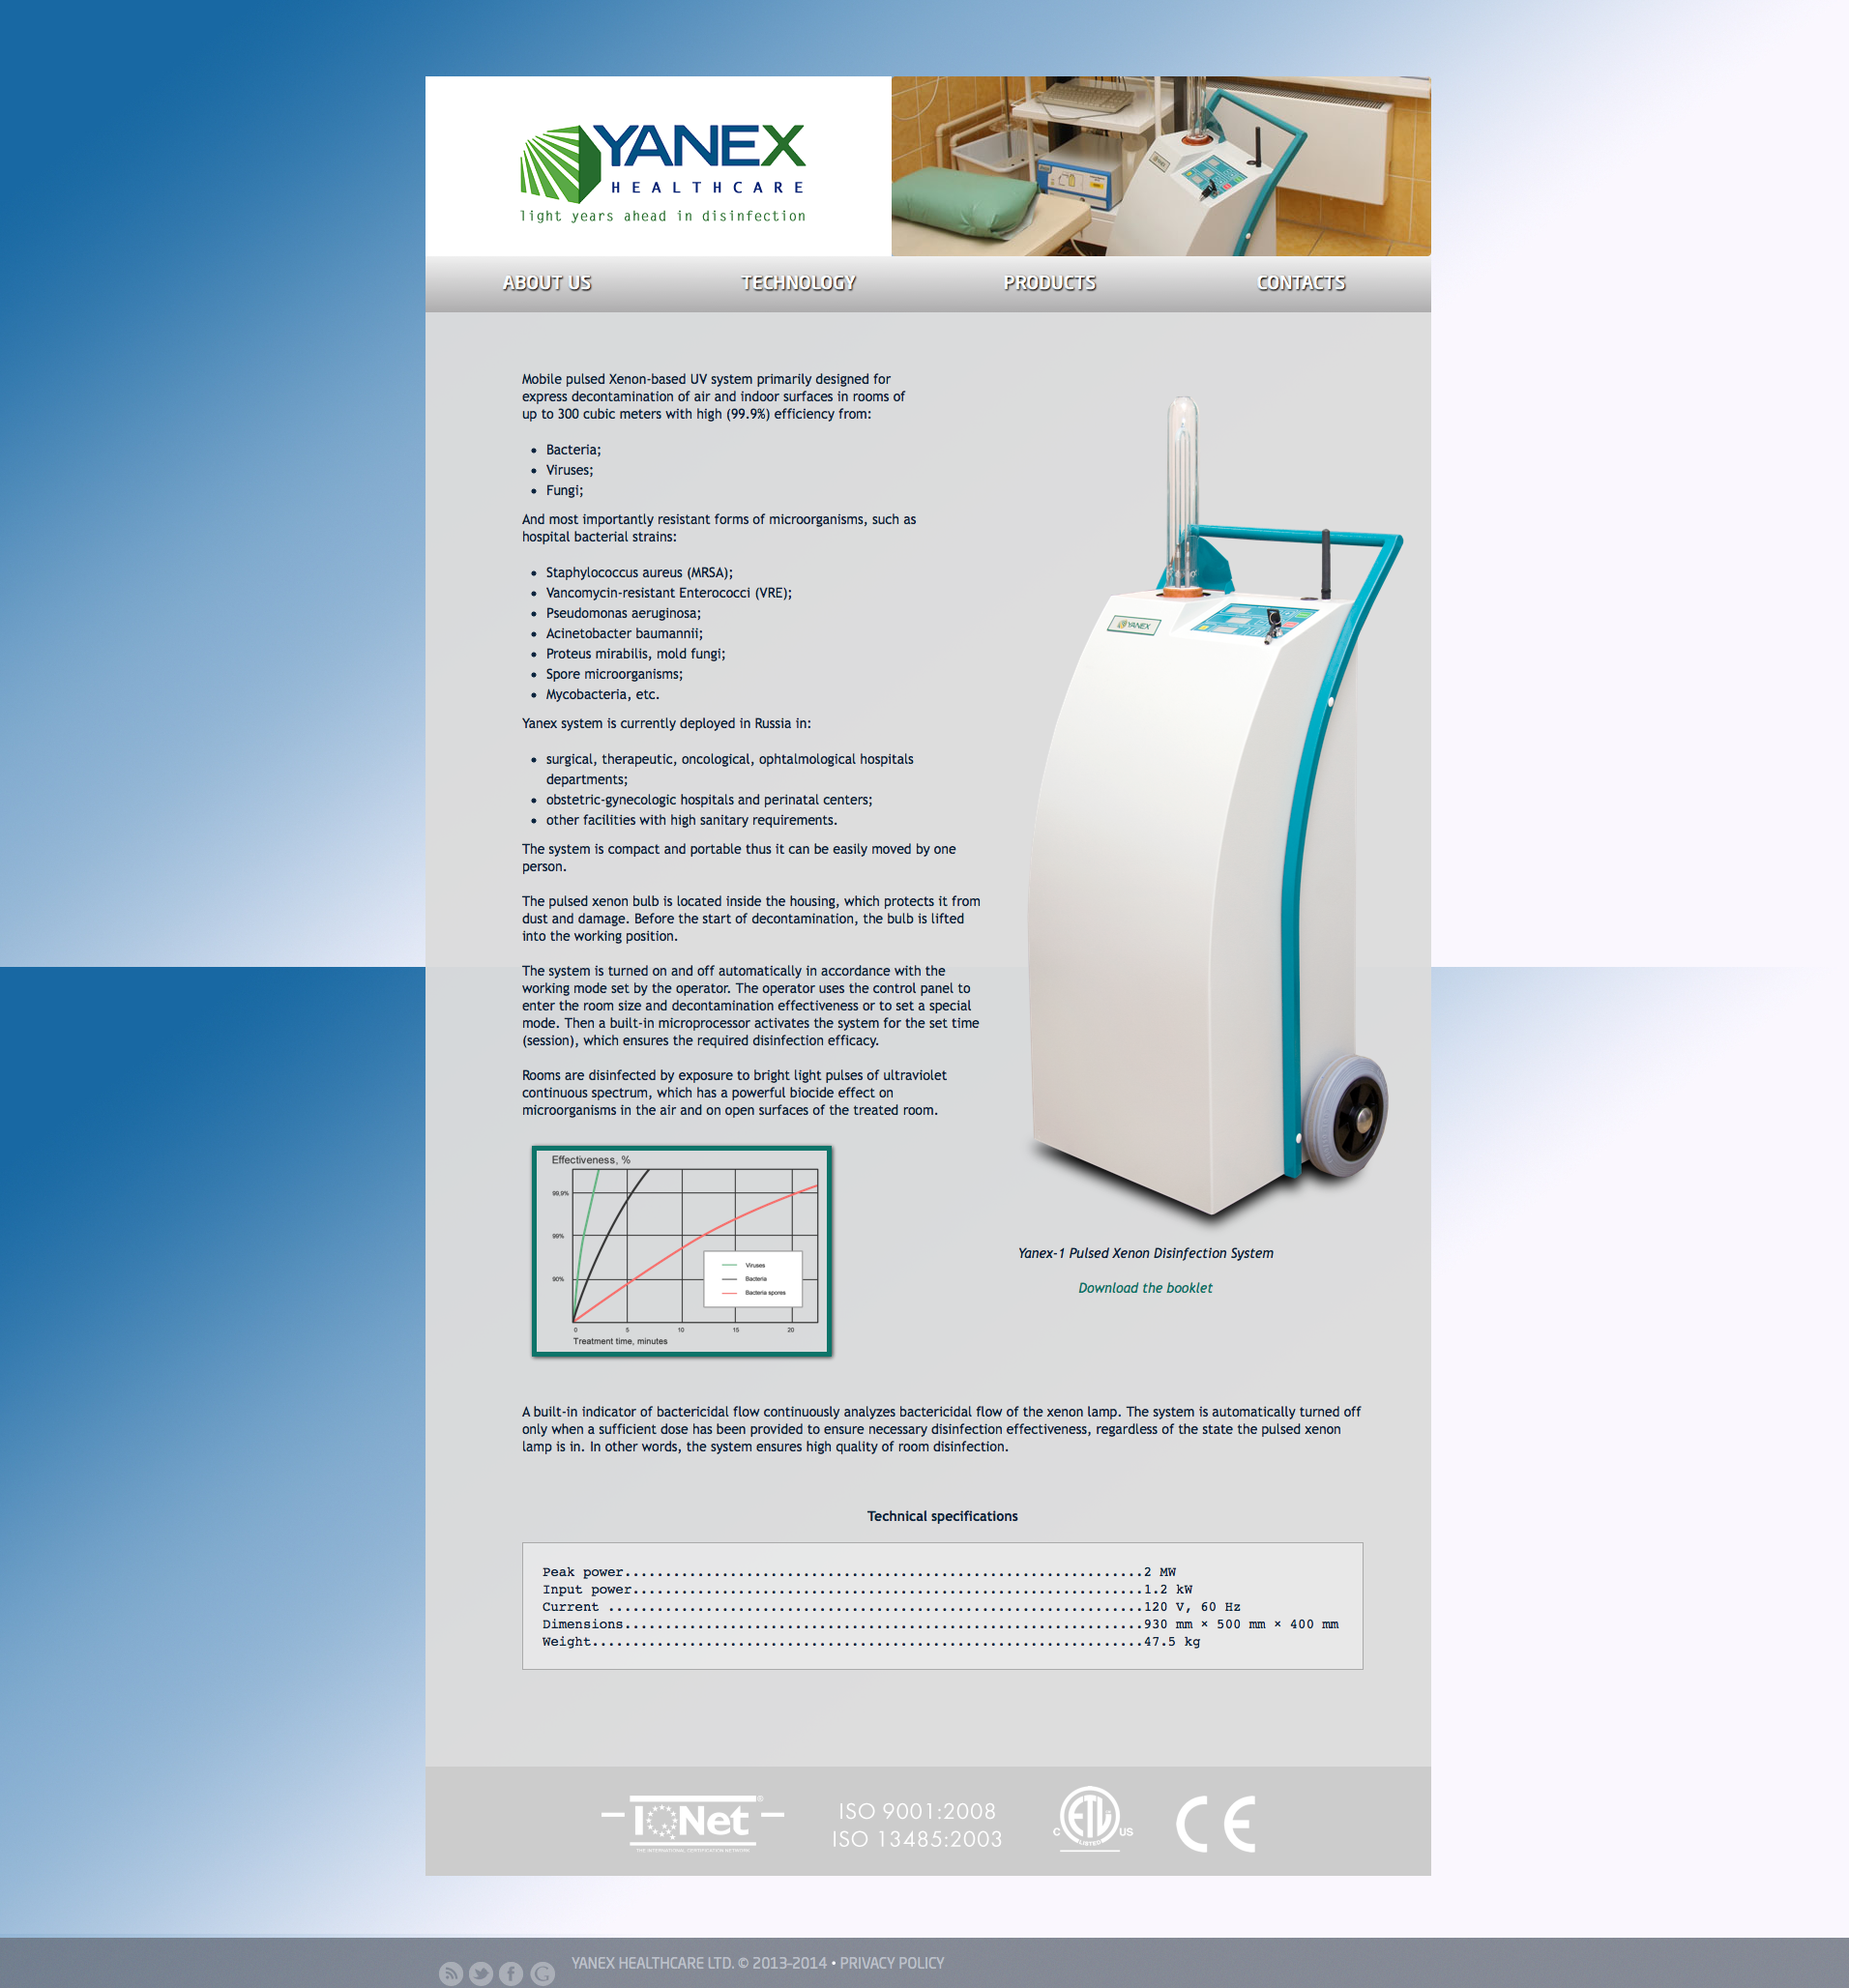 YANEX
HEALTHCARE
light years ahead in disinfection
ABOUT US
TECHNOLOGY
PRODUCTS
CONTACTS
Mobile pulsed Xenon-based UV system primarily designed for
express decontamination of air and indoor surfaces in rooms of
up to 300 cubic meters with high (99.9%) efficiency from:
• Bacteria;
• Viruses;
• Fungi;
And most importantly resistant forms of microorganisms, such as
hospital bacterial strains:
• Staphylococcus aureus (MRSA);
• Vancomycin-resistant Enterococci (VRE);
• Pseudomonas aeruginosa;
• Acinetobacter baumannii;
• Proteus mirabilis, mold fungi;
• Spore microorganisms;
• Mycobacteria, etc.
Yanex system is currently deployed in Russia in:
• surgical, therapeutic, oncological, ophtalmological hospitals
departments;
• obstetric-gynecologic hospitals and perinatal centers;
• other facilities with high sanitary requirements.
The system is compact and portable thus it can be easily moved by one
person.
The pulsed xenon bulb is located inside the housing, which protects it from
dust and damage. Before the start of decontamination, the bulb is lifted
into the working position.
The system is turned on and off automatically in accordance with the
working mode set by the operator. The operator uses the control panel to
enter the room size and decontamination effectiveness or to set a special
mode. Then a built-in microprocessor activates the system for the set time
(session), which ensures the required disinfection efficacy.
Rooms are disinfected by exposure to bright light pulses of ultraviolet
continuous spectrum, which has a powerful biocide effect on
microorganisms in the air and on open surfaces of the treated room.
YANEX
Effectiveness, %
99,9%
99%
90%
Viruses
Bacteria
Bacteria spores
0 5 10 15 20
Treatment time, minutes
Yanex-1 Pulsed Xenon Disinfection System
Download the booklet
A built-in indicator of bactericidal flow continuously analyzes bactericidal flow of the xenon lamp. The system is automatically turned off
only when a sufficient dose has been provided to ensure necessary disinfection effectiveness, regardless of the state the pulsed xenon
lamp is in. In other words, the system ensures high quality of room disinfection.
Technical specifications
Peak power................................................................2 MW
Input power...............................................................1.2 kW
Current ..................................................................120 V, 60 Hz
Dimensions................................................................930 mm × 500 mm × 400 mm
Weight....................................................................47.5 kg
IQNet ®
THE INTERNATIONAL CERTIFICATION NETWORK
ISO 9001:2008
ISO 13485:2003
C ETL US
LISTED
CE
YANEX HEALTHCARE LTD. © 2013-2014 • PRIVACY POLICY